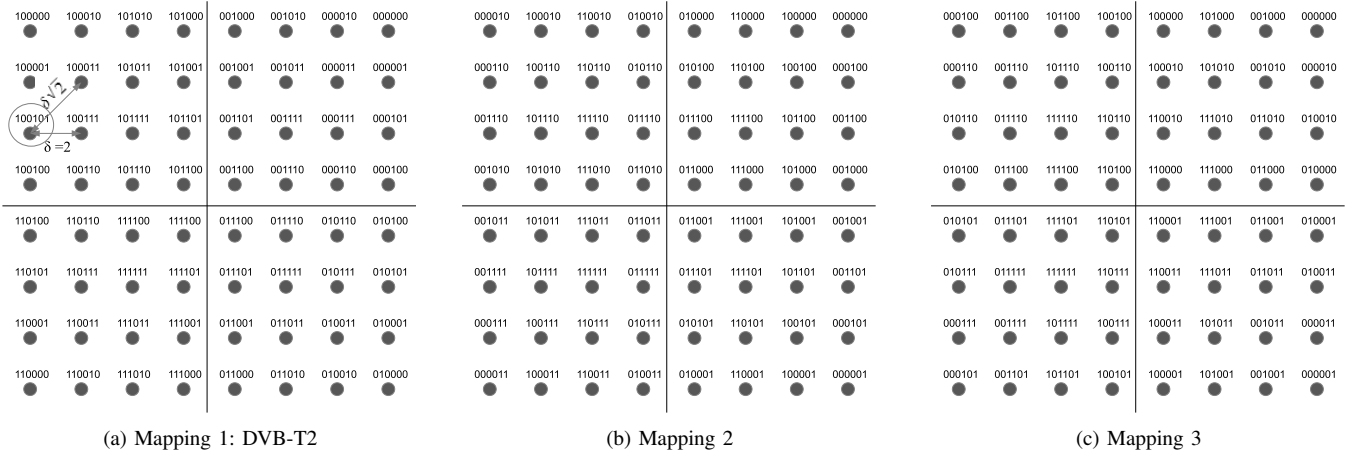 100000 100010 101010 101000 001000 001010 000010 000000
100001 100011 101011 101001 001001 001011 000011 000001
δ√2
100101 100111 101111 101101 001101 001111 000111 000101
δ =2
100100 100110 101110 101100 001100 001110 000110 000100
110100 110110 111100 111100 011100 011110 010110 010100
110101 110111 111111 111101 011101 011111 010111 010101
110001 110011 111011 111001 011001 011011 010011 010001
110000 110010 111010 111000 011000 011010 010010 010000
(a) Mapping 1: DVB-T2
000010 100010 110010 010010 010000 110000 100000 000000
000110 100110 110110 010110 010100 110100 100100 000100
001110 101110 111110 011110 011100 111100 101100 001100
001010 101010 111010 011010 011000 111000 101000 001000
001011 101011 111011 011011 011001 111001 101001 001001
001111 101111 111111 011111 011101 111101 101101 001101
000111 100111 110111 010111 010101 110101 100101 000101
000011 100011 110011 010011 010001 110001 100001 000001
(b) Mapping 2
000100 001100 101100 100100 100000 101000 001000 000000
000110 001110 101110 100110 100010 101010 001010 000010
010110 011110 111110 110110 110010 111010 011010 010010
010100 011100 111100 110100 110000 111000 011000 010000
010101 011101 111101 110101 110001 111001 011001 010001
010111 011111 111111 110111 110011 111011 011011 010011
000111 001111 101111 100111 100011 101011 001011 000011
000101 001101 101101 100101 100001 101001 001001 000001
(c) Mapping 3